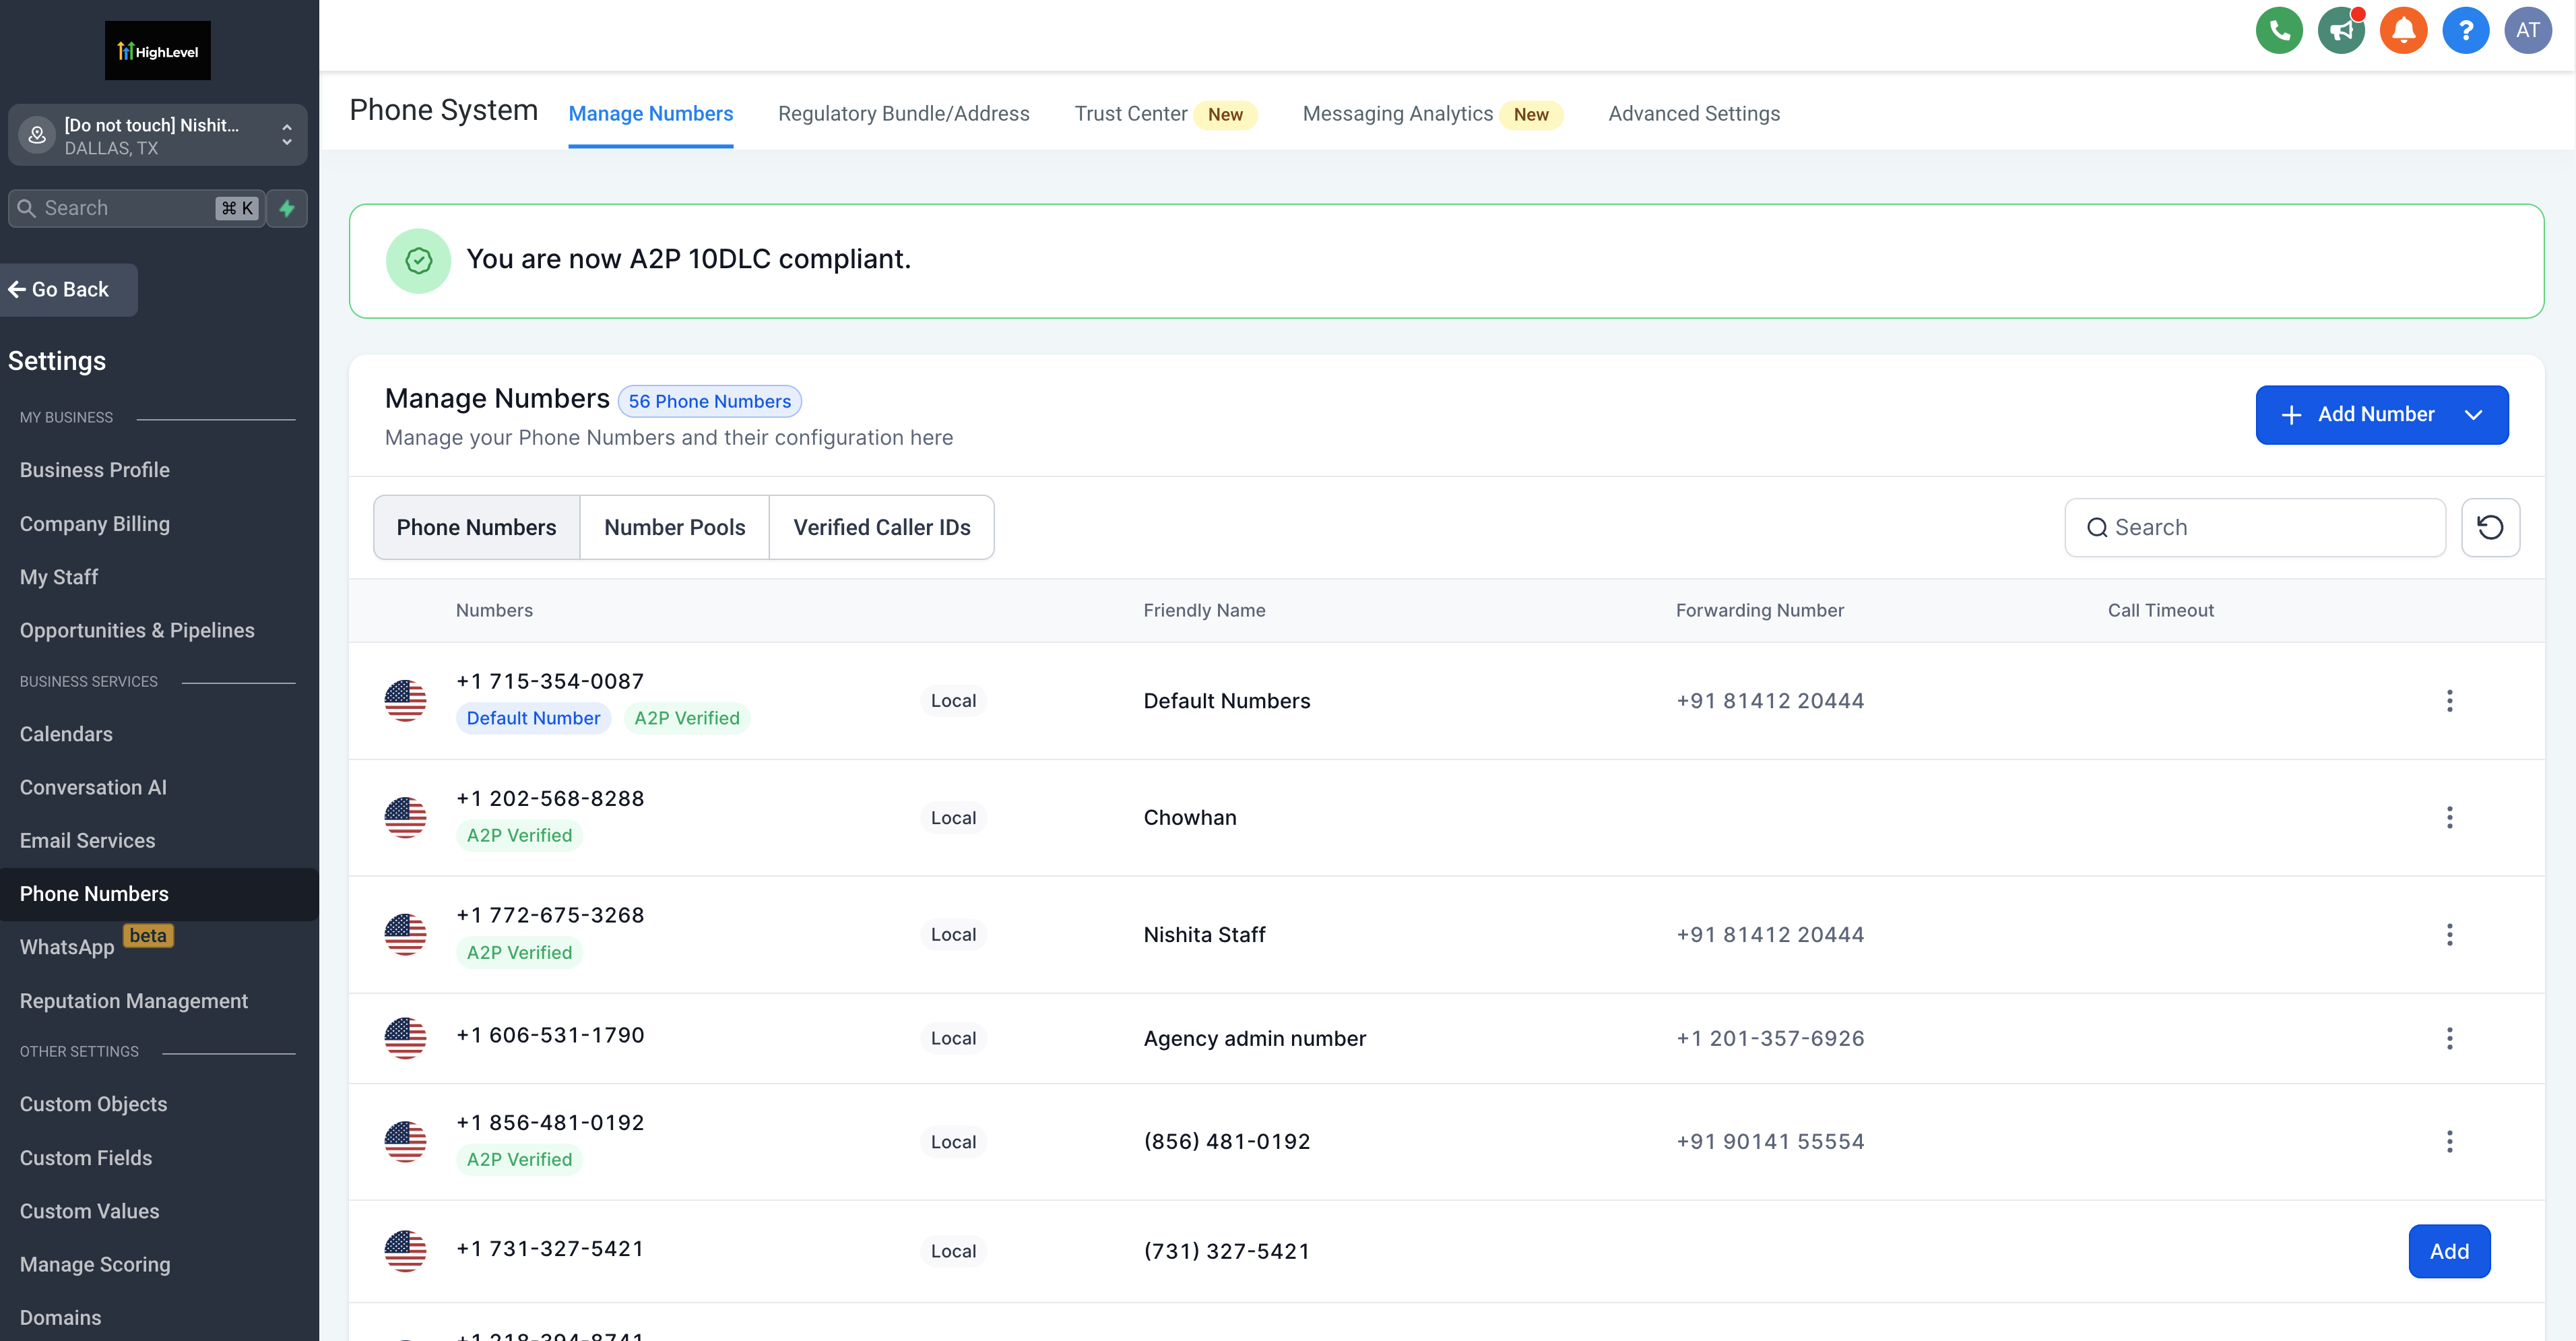 HighLevel
[Do not touch] Nishit...
DALLAS, TX
Search
⌘ K
Go Back
Settings
MY BUSINESS
Business Profile
Company Billing
My Staff
Opportunities & Pipelines
BUSINESS SERVICES
Calendars
Conversation AI
Email Services
Phone Numbers
WhatsApp beta
Reputation Management
OTHER SETTINGS
Custom Objects
Custom Fields
Custom Values
Manage Scoring
Domains
?
AT
Phone System Manage Numbers Regulatory Bundle/Address Trust Center New Messaging Analytics New Advanced Settings
You are now A2P 10DLC compliant.
Manage Numbers 56 Phone Numbers
Manage your Phone Numbers and their configuration here
Add Number
Phone Numbers Number Pools Verified Caller IDs
Search
Numbers Friendly Name Forwarding Number Call Timeout
+1 715-354-0087
Default Number A2P Verified
Local Default Numbers +91 81412 20444
+1 202-568-8288
A2P Verified
Local Chowhan
+1 772-675-3268
A2P Verified
Local Nishita Staff +91 81412 20444
+1 606-531-1790 Local Agency admin number +1 201-357-6926
+1 856-481-0192
A2P Verified
Local (856) 481-0192 +91 90141 55554
+1 731-327-5421 Local (731) 327-5421 Add
+1 218-394-8741